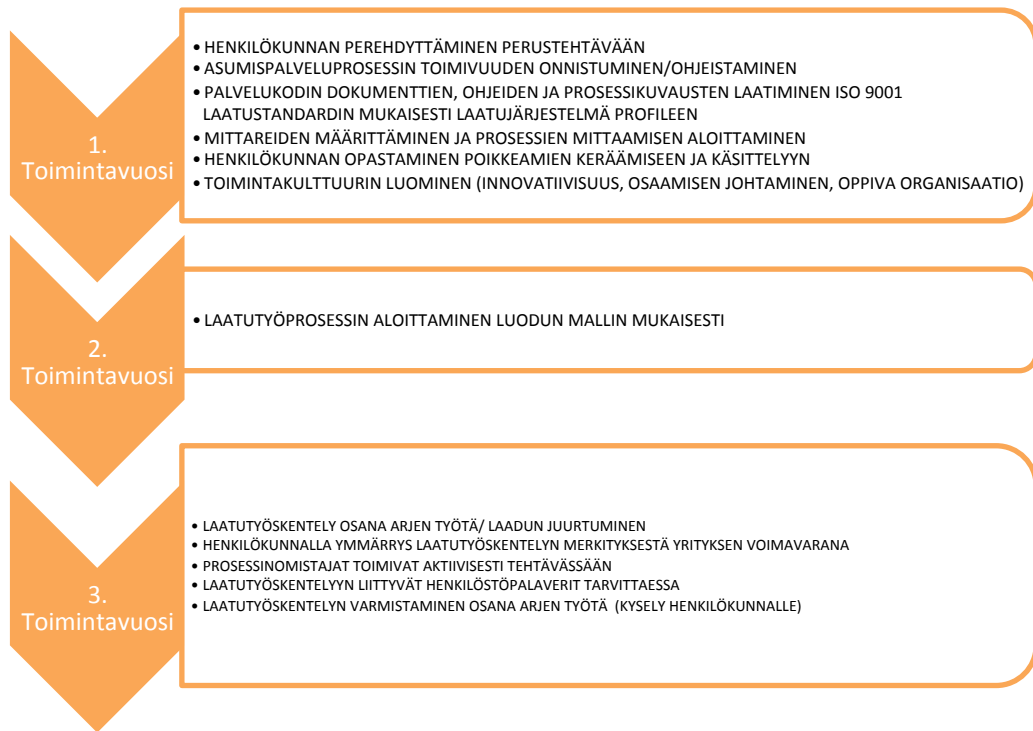 1.
Toimintavuosi
• HENKILÖKUNNAN PEREHDYTTÄMINEN PERUSTEHTÄVÄÄN
• ASUMISPALVELUPROSESSIN TOIMIVUUDEN ONNISTUMINEN/OHJEISTAMINEN
• PALVELUKODIN DOKUMENTTIEN, OHJEIDEN JA PROSESSIKUVAUSTEN LAATIMINEN ISO 9001
LAATUSTANDARDIN MUKAISESTI LAATUJÄRJESTELMÄ PROFILEEN
• MITTAREIDEN MÄÄRITTÄMINEN JA PROSESSIEN MITTAAMISEN ALOITTAMINEN
• HENKILÖKUNNAN OPASTAMINEN POIKKEAMIEN KERÄÄMISEEN JA KÄSITTELYYN
• TOIMINTAKULTTUURIN LUOMINEN (INNOVATIIVISUUS, OSAAMISEN JOHTAMINEN, OPPIVA ORGANISAATIO)
2.
Toimintavuosi
• LAATUTYÖPROSESSIN ALOITTAMINEN LUODUN MALLIN MUKAISESTI
3.
Toimintavuosi
• LAATUTYÖSKENTELY OSANA ARJEN TYÖTÄ/ LAADUN JUURTUMINEN
• HENKILÖKUNNALLA YMMÄRRYS LAATUTYÖSKENTELYN MERKITYKSESTÄ YRITYKSEN VOIMAVARANA
• PROSESSINOMISTAJAT TOIMIVAT AKTIIVISESTI TEHTÄVÄSSÄÄN
• LAATUTYÖSKENTELYYN LIITTYVÄT HENKILÖSTÖPALAVERIT TARVITTAESSA
• LAATUTYÖSKENTELYN VARMISTAMINEN OSANA ARJEN TYÖTÄ (KYSELY HENKILÖKUNNALLE)